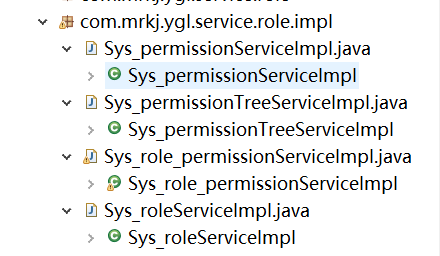 com.mrkj.ygl.service.role.impl
Sys_permissionServiceImpl.java
Sys_permissionServiceImpl
Sys_permissionTreeServiceImpl.java
Sys_permissionTreeServiceImpl
Sys_role_permissionServiceImpl.java
Sys_role_permissionServiceImpl
Sys_roleServiceImpl.java
Sys_roleServiceImpl